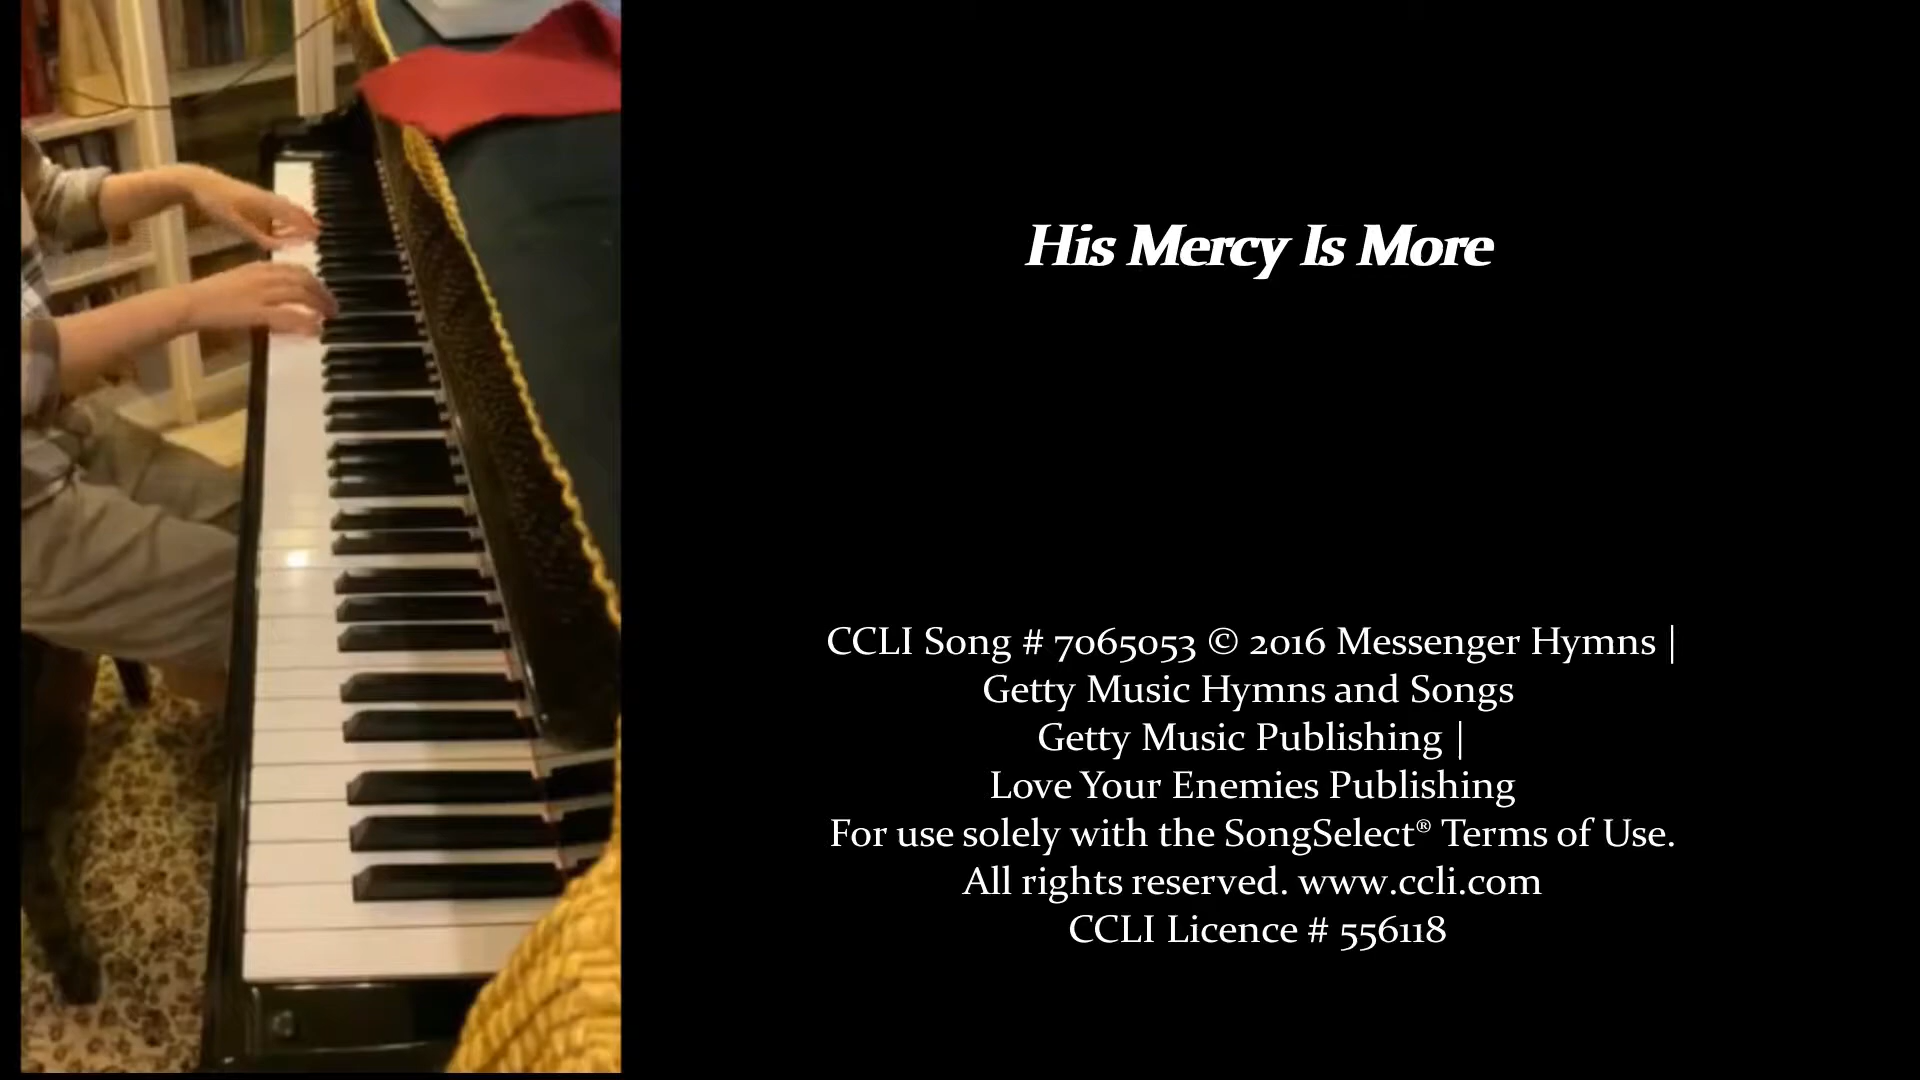 His Mercy Is More
CCLI Song # 7065053 © 2016 Messenger Hymns |
Getty Music Hymns and Songs
Getty Music Publishing |
Love Your Enemies Publishing
For use solely with the SongSelect® Terms of Use.
All rights reserved. www.ccli.com
CCLI Licence # 556118